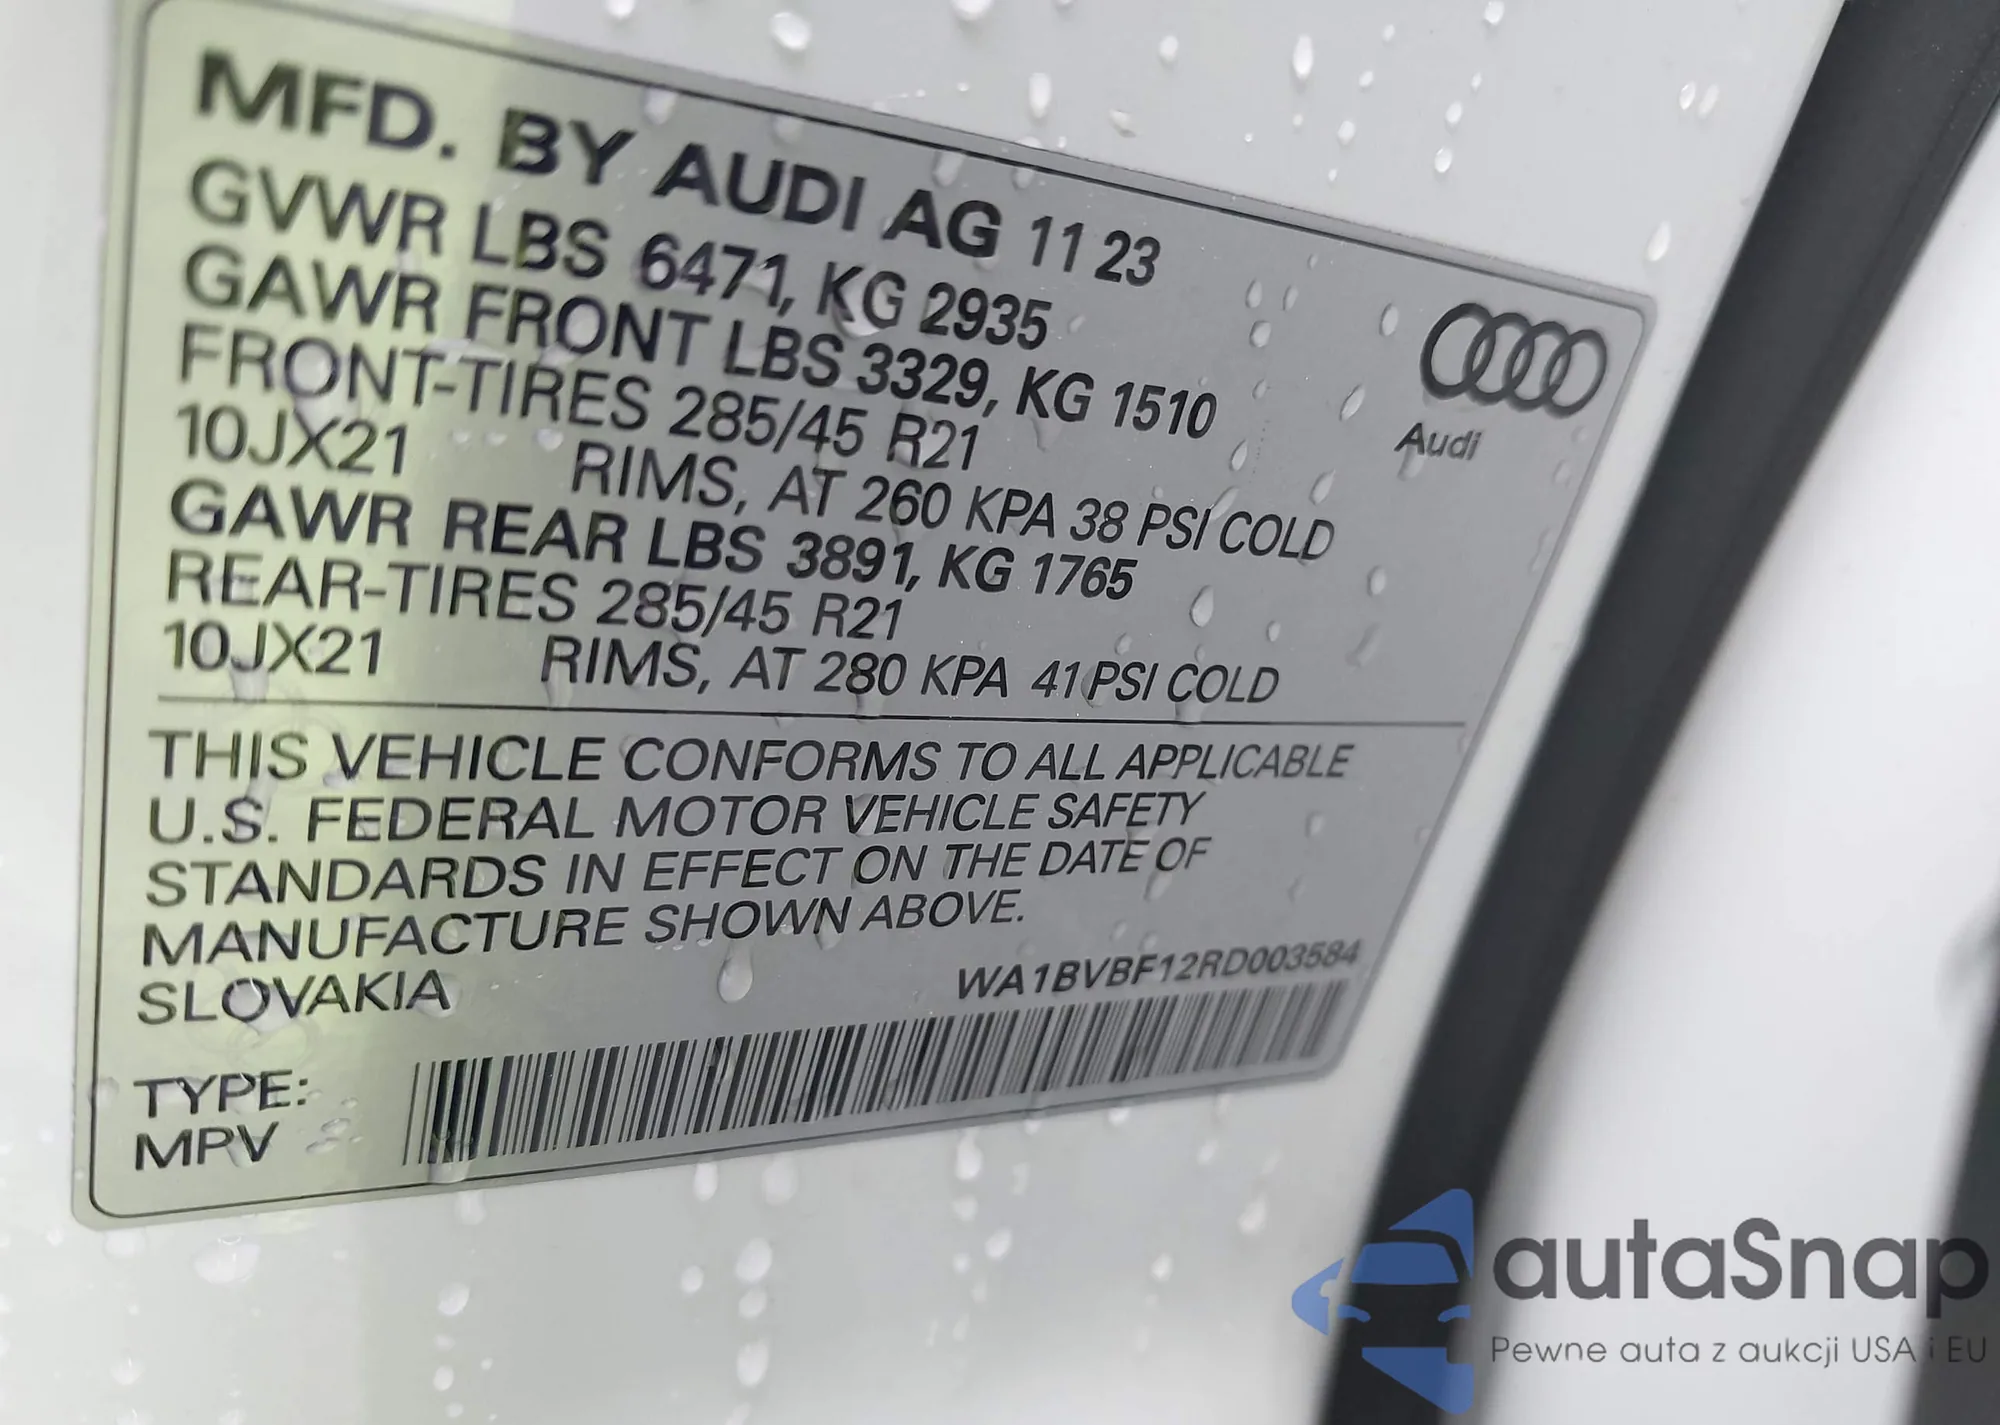 MFD. BY AUDI AG 11 23
GVWR LBS 6471, KG 2935
GAWR FRONT LBS 3329, KG 1510
FRONT-TIRES 285/45 R21
10JX21 RIMS, AT 260 KPA 38 PSI COLD
GAWR REAR LBS 3891, KG 1765
REAR-TIRES 285/45 R21
10JX21 RIMS, AT 280 KPA 41 PSI COLD
Audi
THIS VEHICLE CONFORMS TO ALL APPLICABLE
U.S. FEDERAL MOTOR VEHICLE SAFETY
STANDARDS IN EFFECT ON THE DATE OF
MANUFACTURE SHOWN ABOVE.
SLOVAKIA
WA1BVBF12RD003584
TYPE:
MPV
autaSnap
Pewne auta z aukcji USA i EU